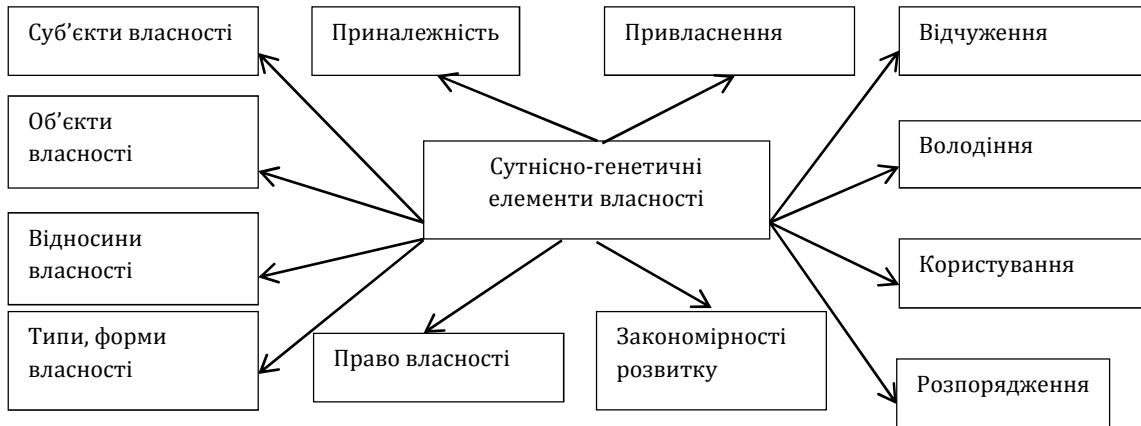 Суб’єкти власності
Приналежність
Привласнення
Відчуження
Об’єкти
власності
Володіння
Сутнісно-генетичні
елементи власності
Відносини
власності
Користування
Типи, форми
власності
Право власності
Закономірності
розвитку
Розпорядження